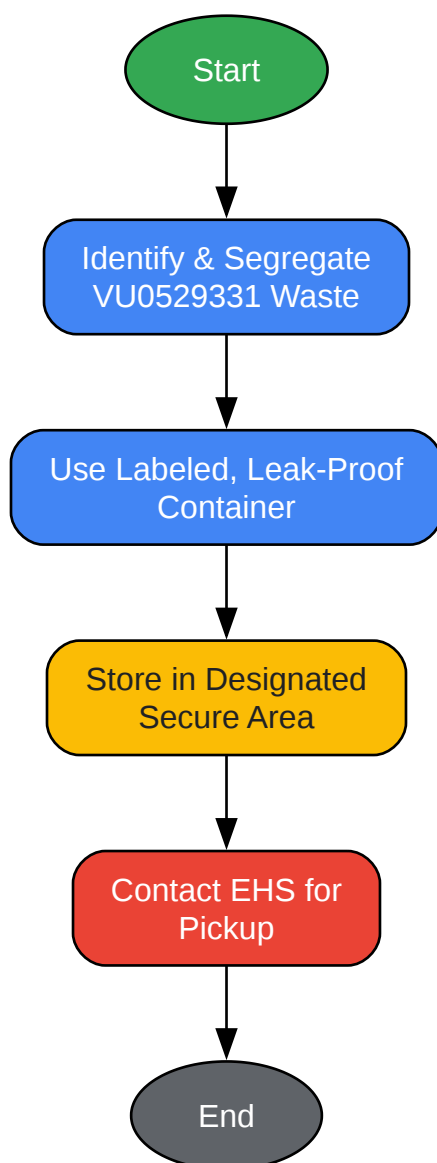 Start
Identify & Segregate
VU0529331 Waste
Use Labeled, Leak-Proof
Container
Store in Designated
Secure Area
Contact EHS for
Pickup
End